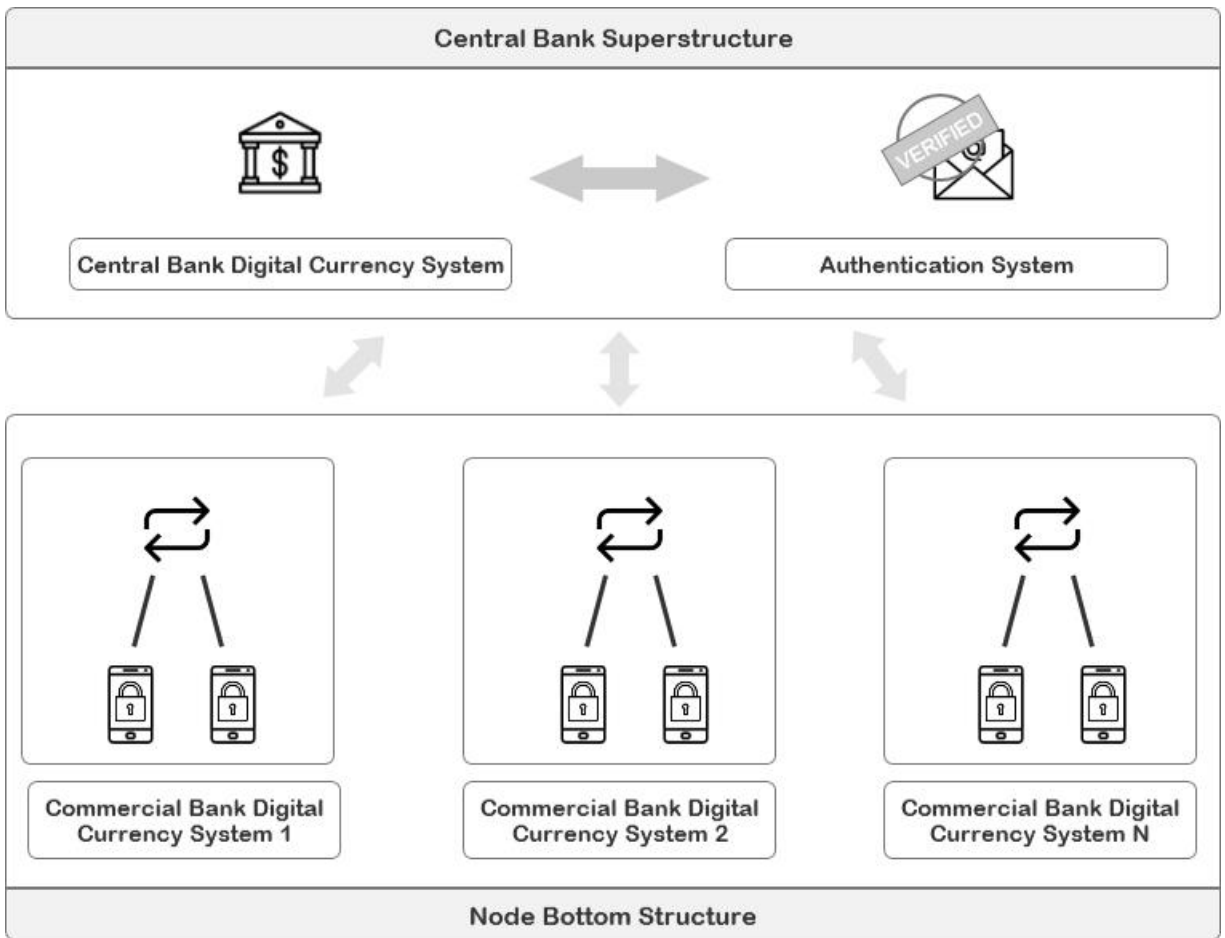 Central Bank Superstructure
$
VERIFIED
@
Central Bank Digital Currency System
Authentication System
Commercial Bank Digital
Currency System 1
Commercial Bank Digital
Currency System 2
Commercial Bank Digital
Currency System N
Node Bottom Structure